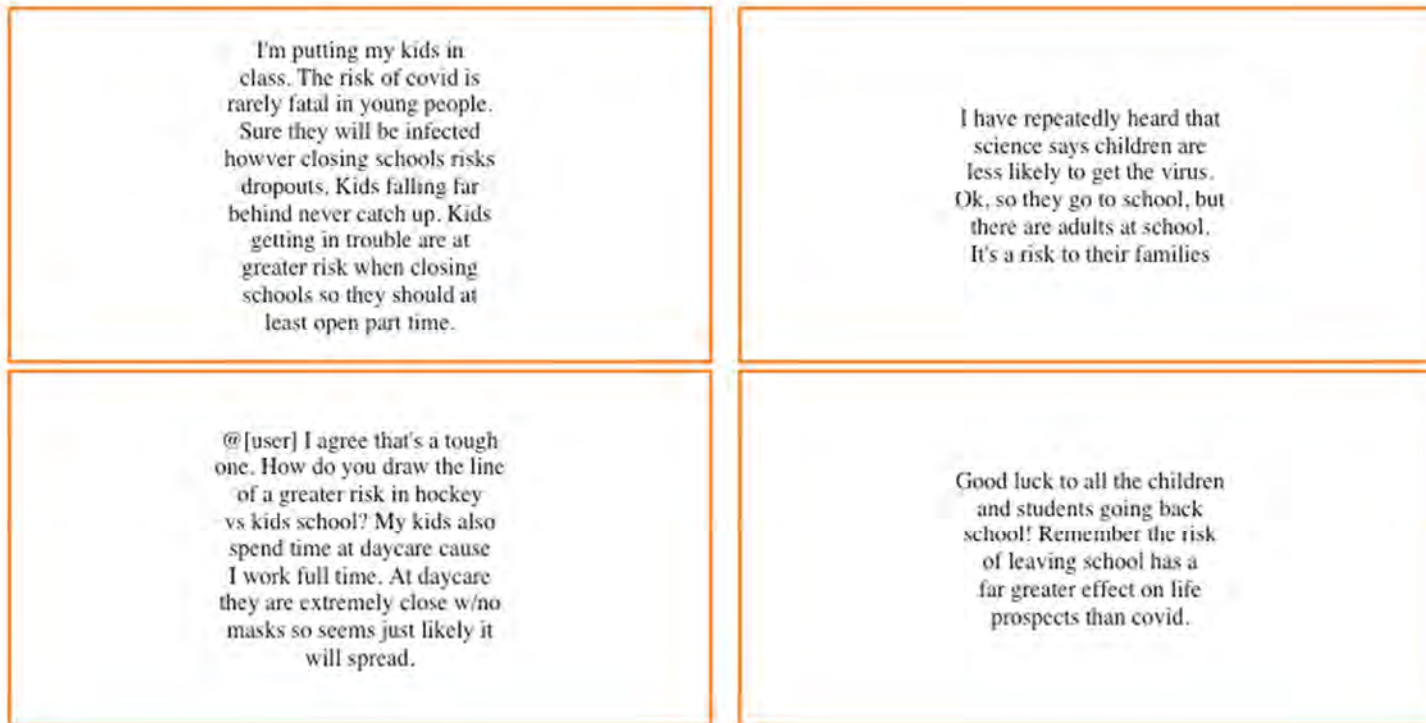 I'm putting my kids in
class. The risk of covid is
rarely fatal in young people.
Sure they will be infected
howver closing schools risks
dropouts. Kids falling far
behind never catch up. Kids
getting in trouble are at
greater risk when closing
schools so they should at
least open part time.
I have repeatedly heard that
science says children are
less likely to get the virus.
Ok, so they go to school, but
there are adults at school.
It's a risk to their families
@[user] I agree that's a tough
one. How do you draw the line
of a greater risk in hockey
vs kids school? My kids also
spend time at daycare cause
I work full time. At daycare
they are extremely close w/no
masks so seems just likely it
will spread.
Good luck to all the children
and students going back
school! Remember the risk
of leaving school has a
far greater effect on life
prospects than covid.